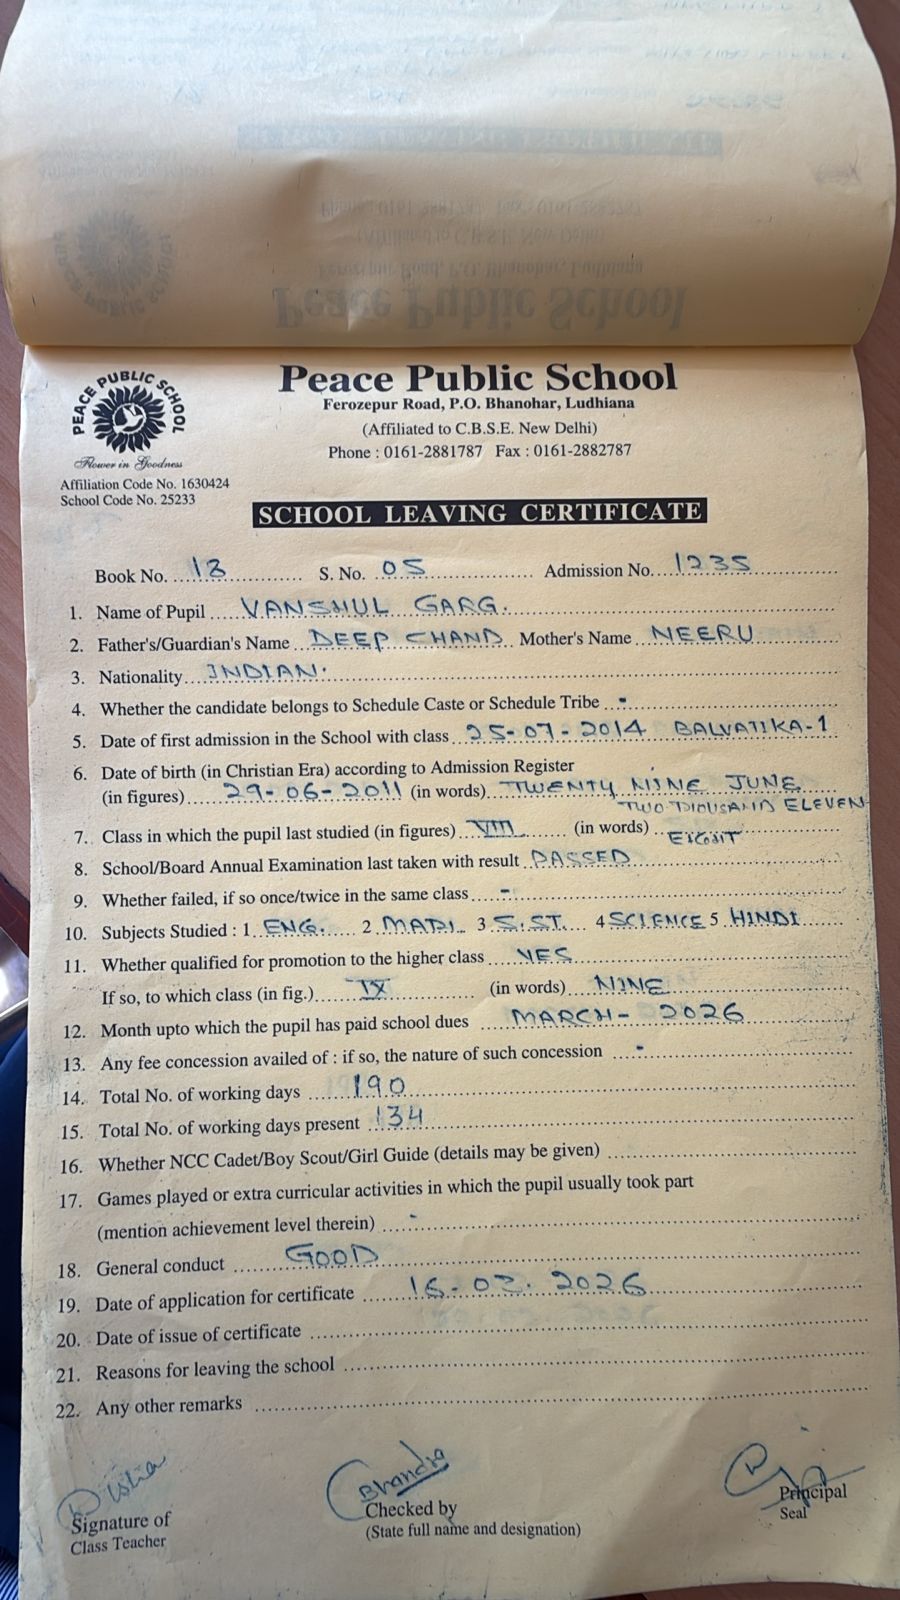 PEACE PUBLIC SCHOOL
Flower in Goodness
Affiliation Code No. 1630424
School Code No. 25233
Peace Public School
Ferozepur Road, P.O. Bhanohar, Ludhiana
(Affiliated to C.B.S.E. New Delhi)
Phone : 0161-2881787 Fax : 0161-2882787
SCHOOL LEAVING CERTIFICATE
Book No. 13 S. No. 05 Admission No. 1235
1. Name of Pupil VANSHUL GARG.
2. Father's/Guardian's Name DEEP CHAND Mother's Name NEERU
3. Nationality INDIAN.
4. Whether the candidate belongs to Schedule Caste or Schedule Tribe -
5. Date of first admission in the School with class 25-07-2014 BALVATIKA-1
6. Date of birth (in Christian Era) according to Admission Register
(in figures) 29-06-2011 (in words) TWENTY NINE JUNE
TWO THOUSAND ELEVEN
7. Class in which the pupil last studied (in figures) VIII (in words) EIGHT
8. School/Board Annual Examination last taken with result PASSED
9. Whether failed, if so once/twice in the same class -
10. Subjects Studied : 1 ENG. 2 MATH. 3 S.ST. 4 SCIENCE 5 HINDI
11. Whether qualified for promotion to the higher class YES
If so, to which class (in fig.) IX (in words) NINE
12. Month upto which the pupil has paid school dues MARCH- 2026
13. Any fee concession availed of : if so, the nature of such concession -
14. Total No. of working days 190
15. Total No. of working days present 134
16. Whether NCC Cadet/Boy Scout/Girl Guide (details may be given)
17. Games played or extra curricular activities in which the pupil usually took part
(mention achievement level therein) -
18. General conduct GOOD
19. Date of application for certificate 16-03-2026
20. Date of issue of certificate
21. Reasons for leaving the school
22. Any other remarks
Bhandra
Signature of
Class Teacher
Checked by
(State full name and designation)
Principal
Seal